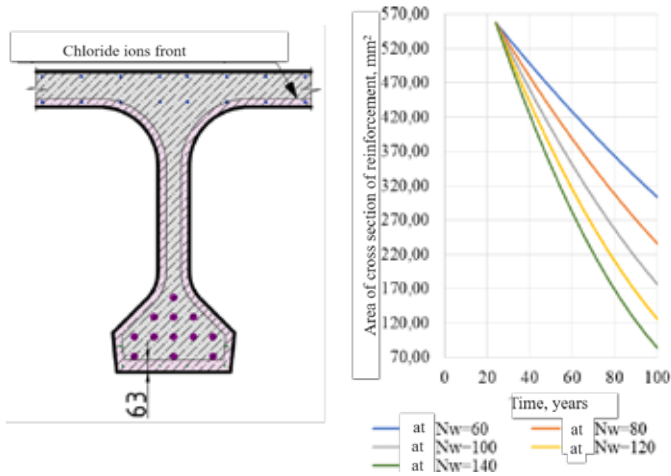 Chloride ions front
63
Area of cross section of reinforcement, mm²
570,00
520,00
470,00
420,00
370,00
320,00
270,00
220,00
170,00
120,00
70,00
0 20 40 60 80 100
Time, years
at Nw=60
at Nw=80
at Nw=100
at Nw=120
at Nw=140